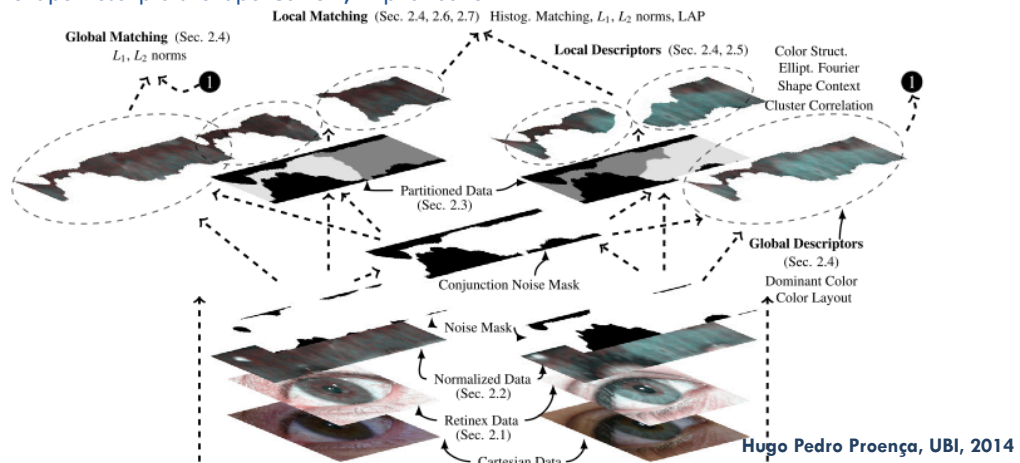 Local Matching (Sec. 2.4, 2.6, 2.7) Histog. Matching, L1, L2 norms, LAP
Global Matching (Sec. 2.4)
L1, L2 norms
1
Local Descriptors (Sec. 2.4, 2.5)
Color Struct.
Ellipt. Fourier
Shape Context
Cluster Correlation
1
Partitioned Data
(Sec. 2.3)
Global Descriptors
(Sec. 2.4)
Dominant Color
Color Layout
Conjunction Noise Mask
Noise Mask
Normalized Data
(Sec. 2.2)
Retinex Data
(Sec. 2.1)
Cartesian Data
Hugo Pedro Proença, UBI, 2014